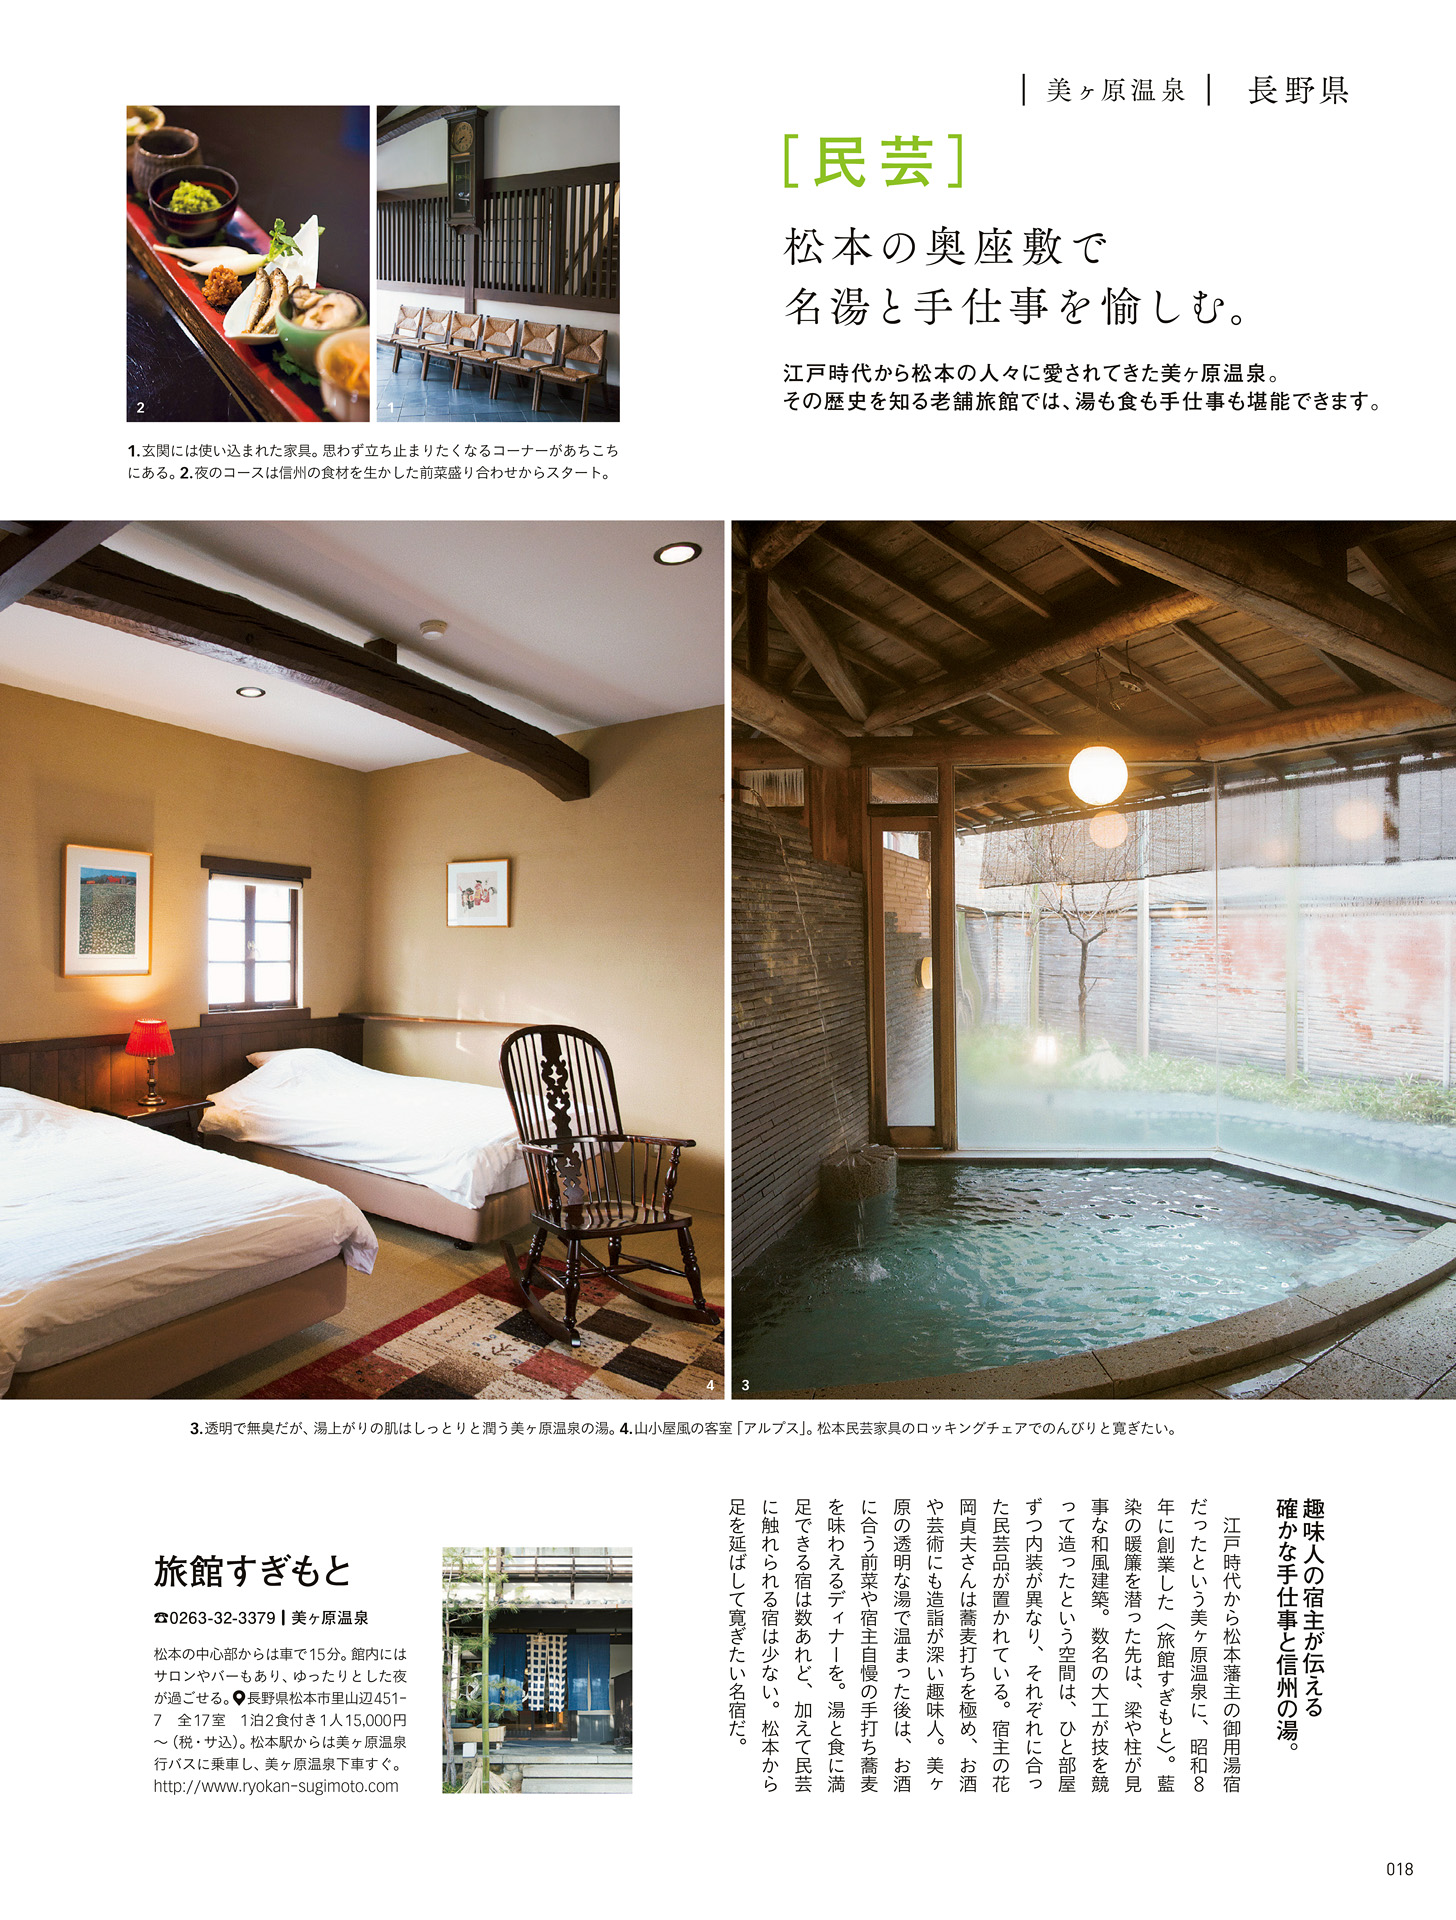 ｜美ヶ原温泉｜ 長野県
［民芸］
松本の奥座敷で
名湯と手仕事を愉しむ。
江戸時代から松本の人々に愛されてきた美ヶ原温泉。
その歴史を知る老舗旅館では、湯も食も手仕事も堪能できます。
2
1
1.玄関には使い込まれた家具。思わず立ち止まりたくなるコーナーがあちこち
にある。2.夜のコースは信州の食材を生かした前菜盛り合わせからスタート。
4
3
3.透明で無臭だが、湯上がりの肌はしっとりと潤う美ヶ原温泉の湯。4.山小屋風の客室「アルプス」。松本民芸家具のロッキングチェアでのんびりと寛ぎたい。
趣味人の宿主が伝える
確かな手仕事と信州の湯。
江戸時代から松本藩主の御用湯宿
だったという美ヶ原温泉に、昭和8
年に創業した〈旅館すぎもと〉。藍
染の暖簾を潜った先は、梁や柱が見
事な和風建築。数名の大工が技を競
って造ったという空間は、ひと部屋
ずつ内装が異なり、それぞれに合っ
た民芸品が置かれている。宿主の花
岡貞夫さんは蕎麦打ちを極め、お酒
や芸術にも造詣が深い趣味人。美ヶ
原の透明な湯で温まった後は、お酒
に合う前菜や宿主自慢の手打ち蕎麦
を味わえるディナーを。湯と食に満
足できる宿は数あれど、加えて民芸
に触れられる宿は少ない。松本から
足を延ばして寛ぎたい名宿だ。
旅館すぎもと
☎0263-32-3379｜美ヶ原温泉
松本の中心部からは車で15分。館内には
サロンやバーもあり、ゆったりとした夜
が過ごせる。長野県松本市里山辺451-
7　全17室　1泊2食付き1人15,000円
〜（税・サ込）。松本駅からは美ヶ原温泉
行バスに乗車し、美ヶ原温泉下車すぐ。
http://www.ryokan-sugimoto.com
018